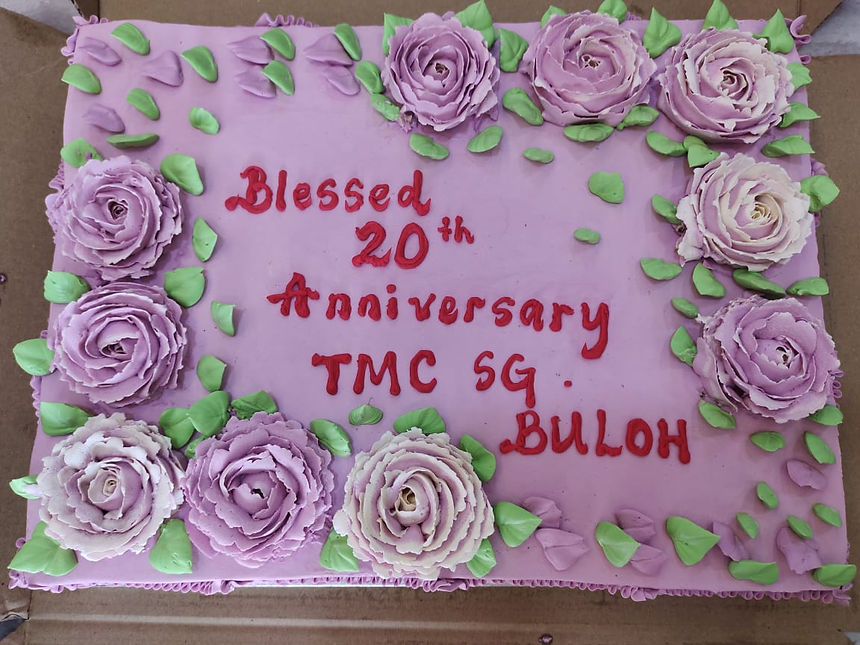 Blessed
20th
Anniversary
TMC SG.
BULOH